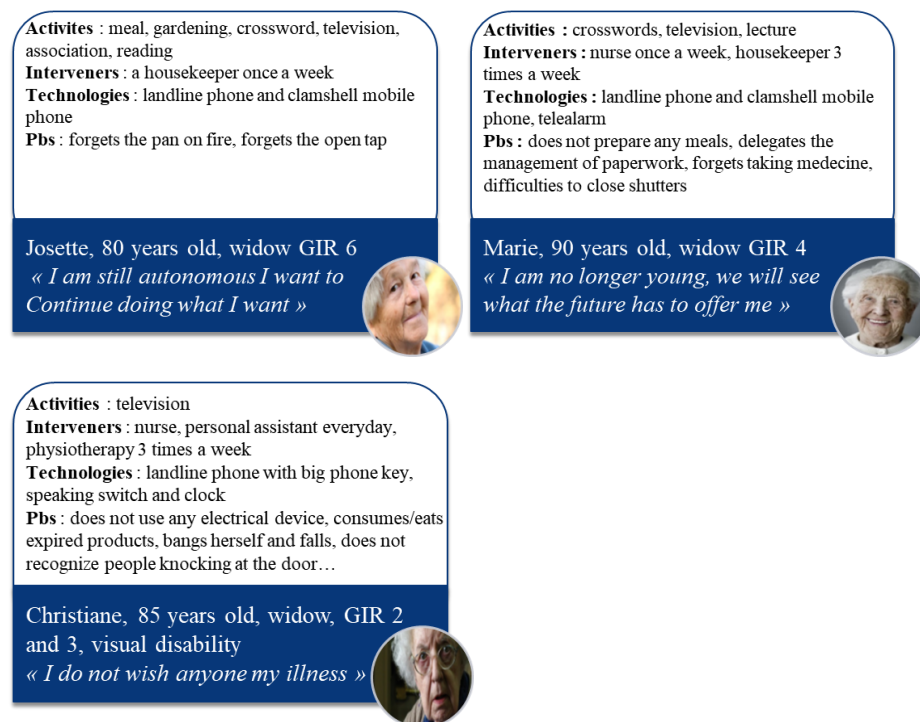 Activites : meal, gardening, crossword, television,
association, reading
Interveners : a housekeeper once a week
Technologies : landline phone and clamshell mobile
phone
Pbs : forgets the pan on fire, forgets the open tap
Josette, 80 years old, widow GIR 6
« I am still autonomous I want to
Continue doing what I want »
Activities : crosswords, television, lecture
Interveners : nurse once a week, housekeeper 3
times a week
Technologies : landline phone and clamshell mobile
phone, telealarm
Pbs : does not prepare any meals, delegates the
management of paperwork, forgets taking medecine,
difficulties to close shutters
Marie, 90 years old, widow GIR 4
« I am no longer young, we will see
what the future has to offer me »
Activities : television
Interveners : nurse, personal assistant everyday,
physiotherapy 3 times a week
Technologies : landline phone with big phone key,
speaking switch and clock
Pbs : does not use any electrical device, consumes/eats
expired products, bangs herself and falls, does not
recognize people knocking at the door…
Christiane, 85 years old, widow, GIR 2
and 3, visual disability
« I do not wish anyone my illness »